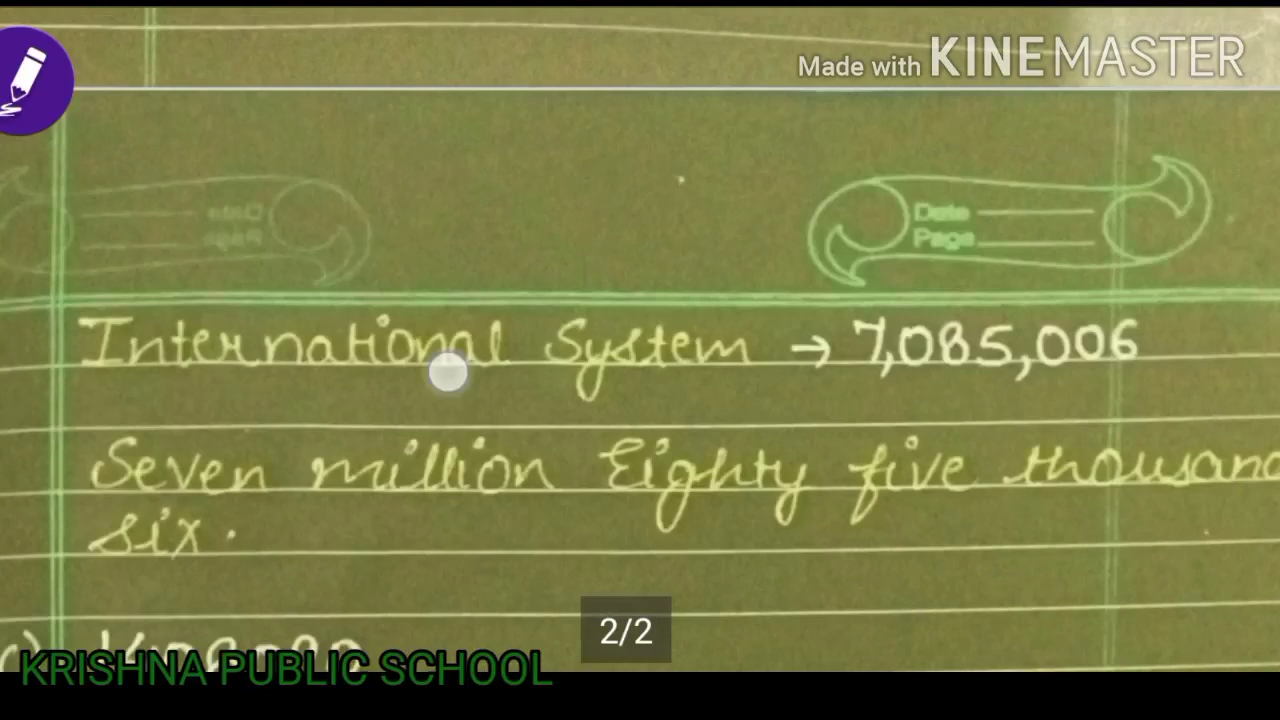 Made with KINEMASTER
Date
Page
International System → 7,085,006
Seven million Eighty five thousand
six.
2/2
KRISHNA PUBLIC SCHOOL